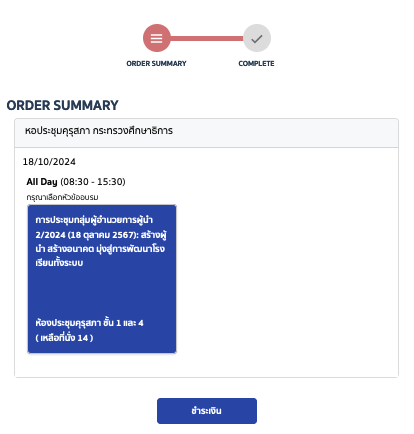 ORDER SUMMARY
COMPLETE
ORDER SUMMARY
หอประชุมคุรุสภา กระทรวงศึกษาธิการ
18/10/2024
All Day (08:30 - 15:30)
กรุณาเลือกหัวข้ออบรม
การประชุมกลุ่มผู้อำนวยการผู้นำ
2/2024 (18 ตุลาคม 2567): สร้างผู้
นำ สร้างอนาคต มุ่งสู่การพัฒนาโรง
เรียนทั้งระบบ
ห้องประชุมคุรุสภา ชั้น 1 และ 4
( เหลือที่นั่ง 14 )
ชำระเงิน